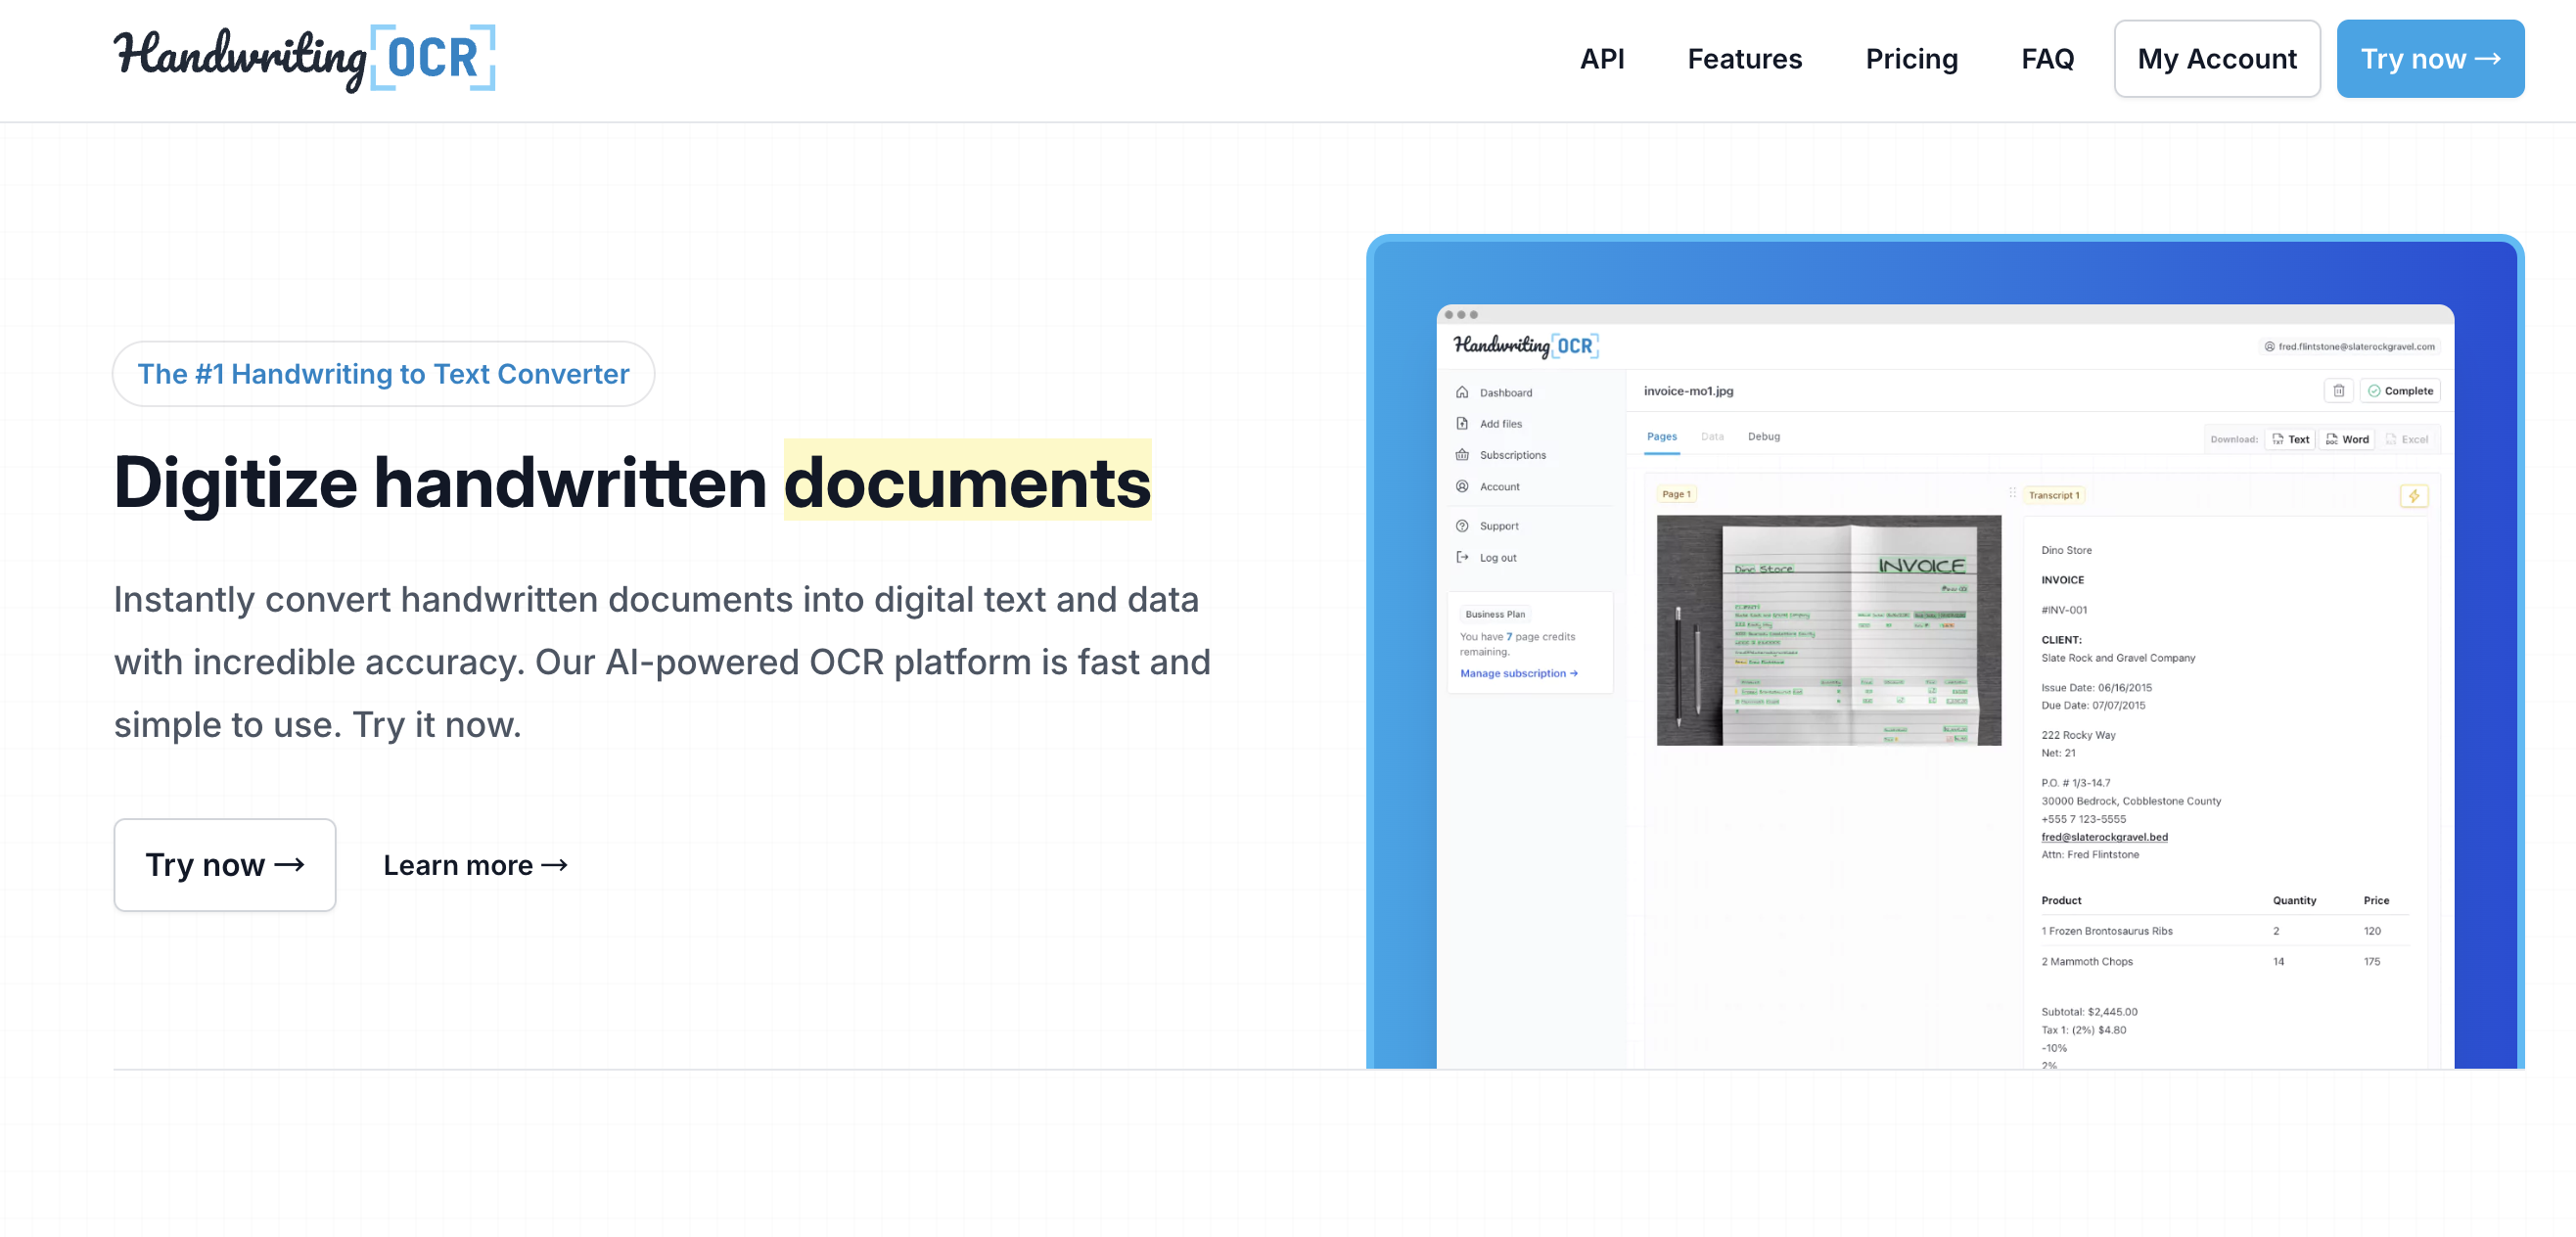 Handwriting OCR
API
Features
Pricing
FAQ
My Account
Try now →
The #1 Handwriting to Text Converter
Digitize handwritten documents
Instantly convert handwritten documents into digital text and data
with incredible accuracy. Our AI-powered OCR platform is fast and
simple to use. Try it now.
Try now →
Learn more →
Handwriting OCR
fred.flintstone@slaterockgravel.com
Dashboard
Add files
Subscriptions
Account
Support
Log out
Business Plan
You have 7 page credits
remaining.
Manage subscription →
invoice-mo1.jpg
Complete
Pages
Data
Debug
Download:
Text
Word
Excel
Page 1
Dino Store
INVOICE
Transcript 1
Dino Store
INVOICE
#INV-001
CLIENT:
Slate Rock and Gravel Company
Issue Date: 06/16/2015
Due Date: 07/07/2015
222 Rocky Way
Net: 21
P.O. # 1/3-14.7
30000 Bedrock, Cobblestone County
+555 7 123-5555
fred@slaterockgravel.bed
Attn: Fred Flintstone
Product Quantity Price
1 Frozen Brontosaurus Ribs 2 120
2 Mammoth Chops 14 175
Subtotal: $2,445.00
Tax 1: (2%) $4.80
-10%
2%